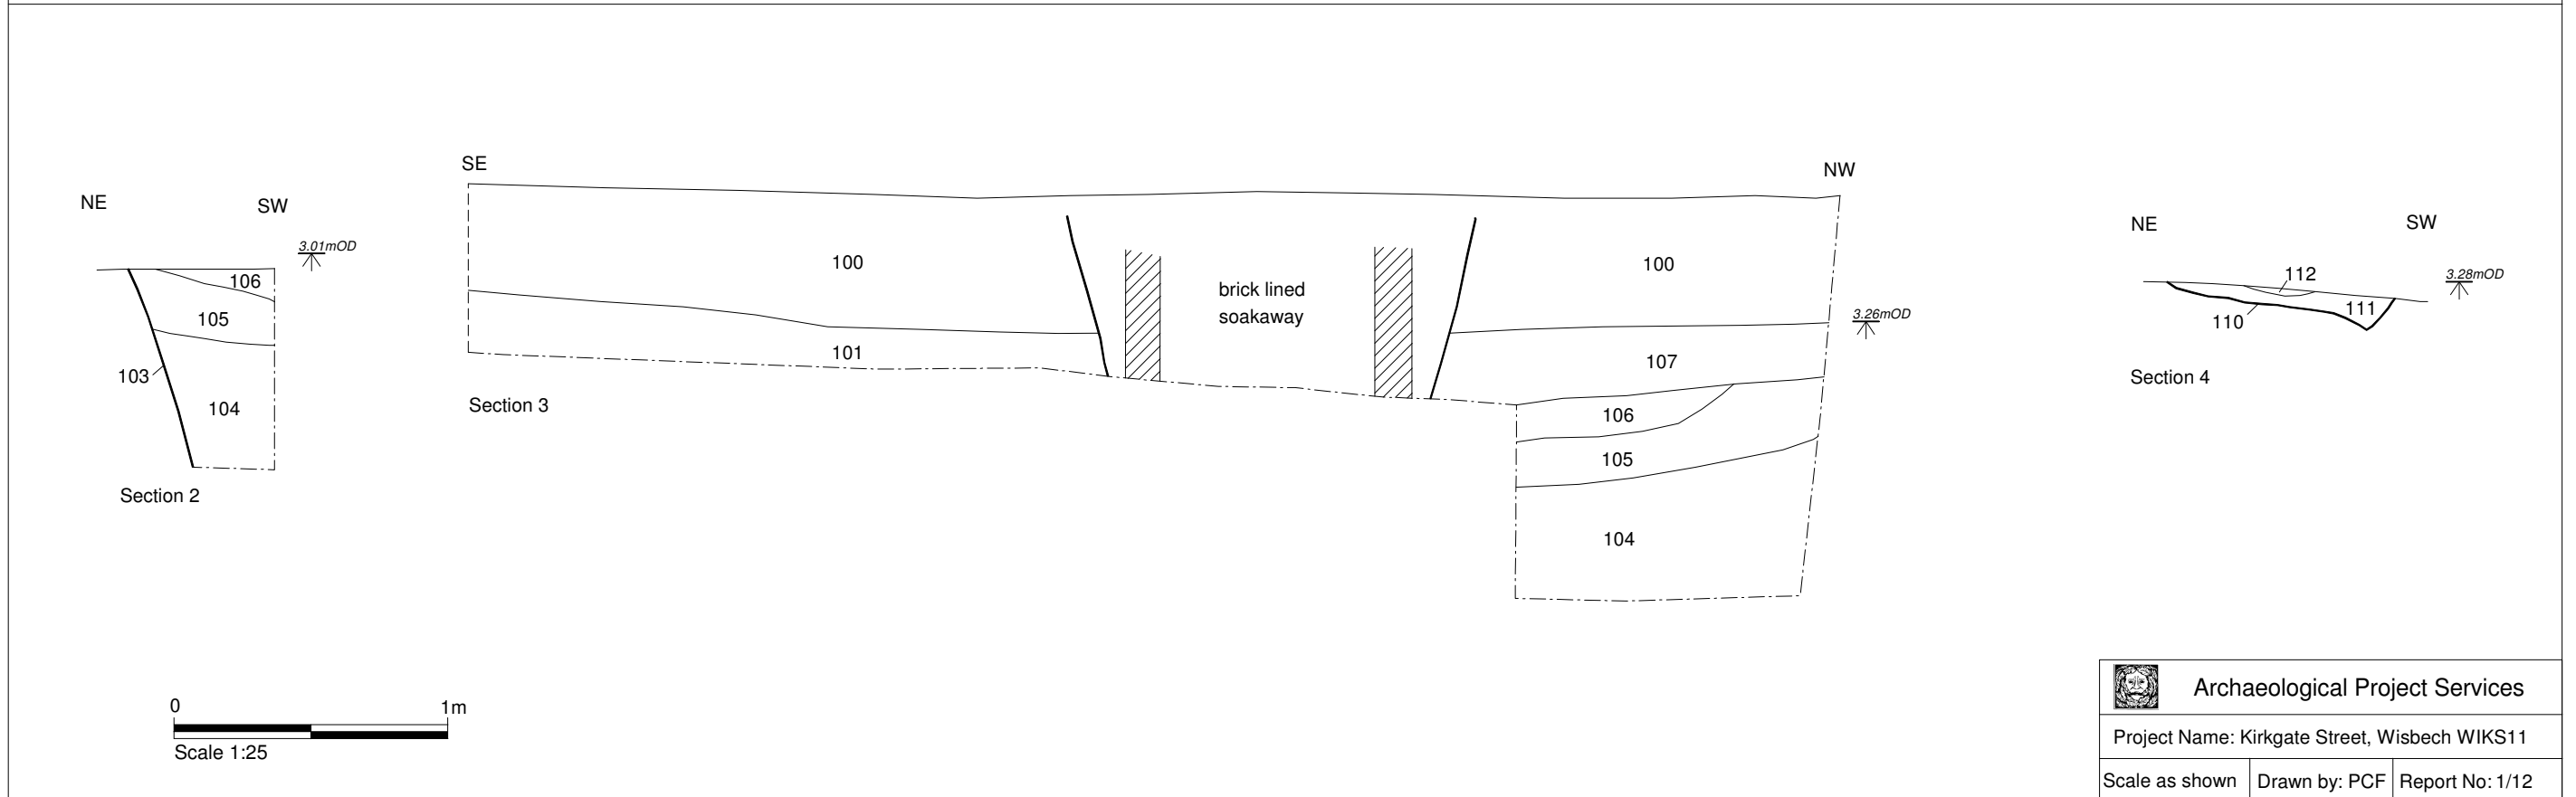 NE
SW
3.01mOD
106
105
103
104
Section 2
SE
NW
100
100
brick lined
soakaway
3.26mOD
101
107
Section 3
106
105
104
NE
SW
112
3.28mOD
111
110
Section 4
0
1m
Scale 1:25
Archaeological Project Services
Project Name: Kirkgate Street, Wisbech WIKS11
Scale as shown
Drawn by: PCF
Report No: 1/12